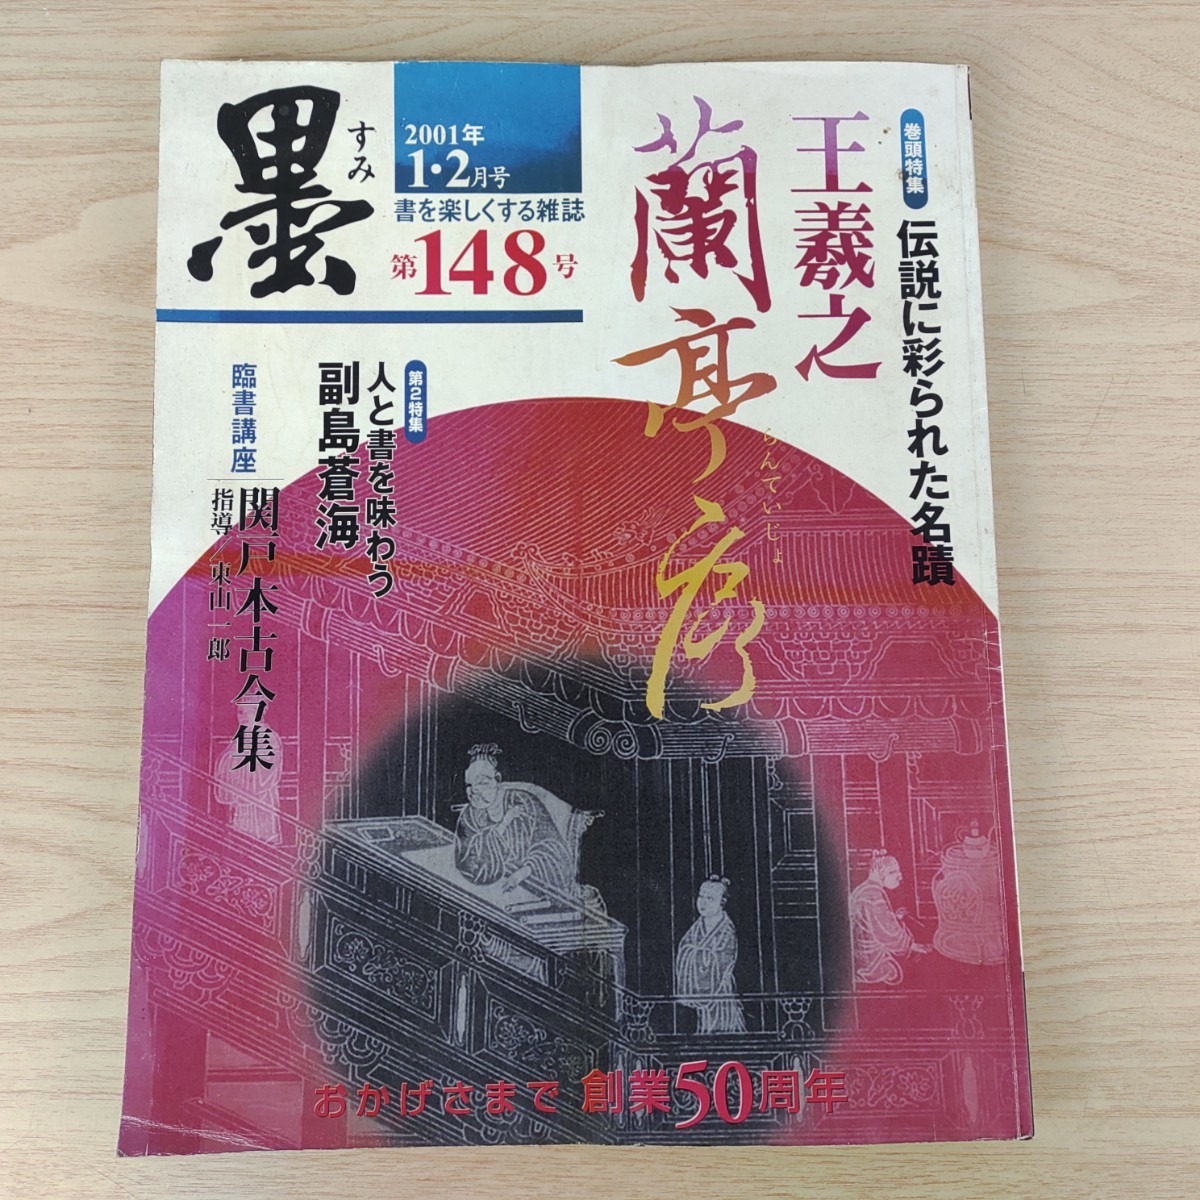 墨
すみ
2001年
1・2月号
書を楽しくする雑誌
第148号
巻頭特集
伝説に彩られた名蹟
王羲之
蘭亭序
らんていじょ
第2特集
人と書を味わう
副島蒼海
臨書講座
関戸本古今集
指導/東山一郎
おかげさまで 創業50周年